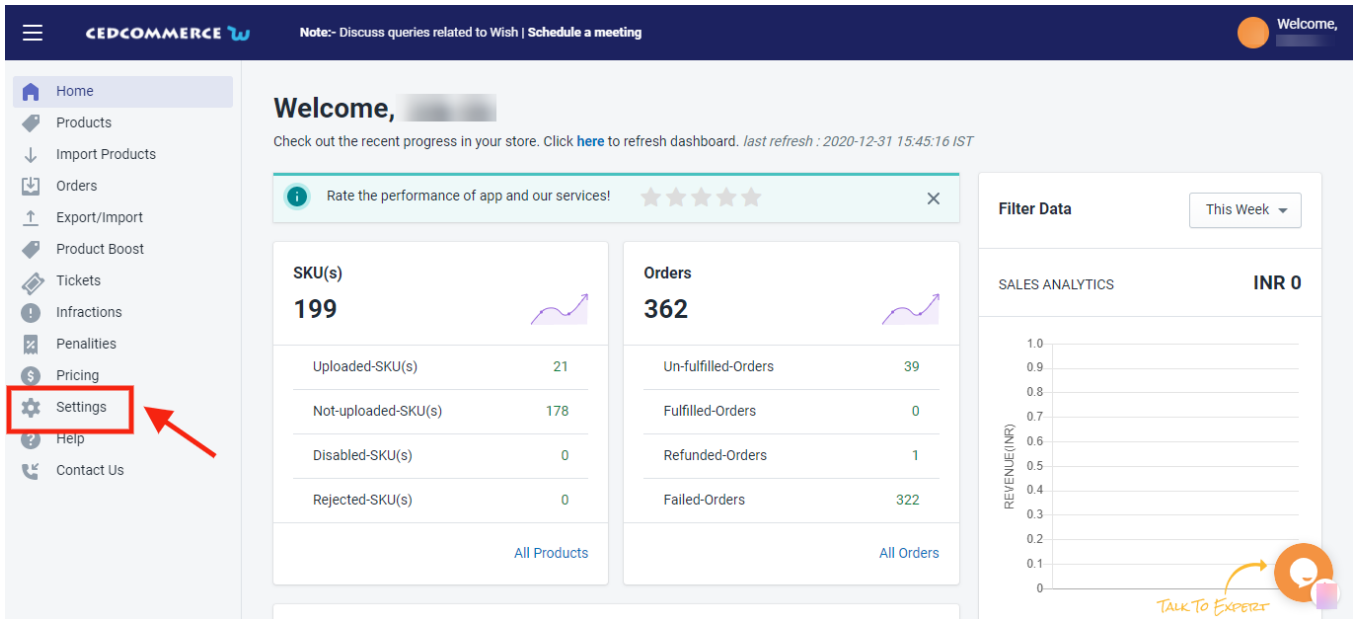 CEDCOMMERCE
Note:- Discuss queries related to Wish | Schedule a meeting
Welcome,
Home
Products
Import Products
Orders
Export/Import
Product Boost
Tickets
Infractions
Penalities
Pricing
Settings
Help
Contact Us
Welcome,
Check out the recent progress in your store. Click here to refresh dashboard. last refresh : 2020-12-31 15:45:16 IST
Rate the performance of app and our services!
SKU(s)
199
Uploaded-SKU(s) 21
Not-uploaded-SKU(s) 178
Disabled-SKU(s) 0
Rejected-SKU(s) 0
All Products
Orders
362
Un-fulfilled-Orders 39
Fulfilled-Orders 0
Refunded-Orders 1
Failed-Orders 322
All Orders
Filter Data This Week
SALES ANALYTICS INR 0
REVENUE(INR)
1.0
0.9
0.8
0.7
0.6
0.5
0.4
0.3
0.2
0.1
0
TALK TO EXPERT